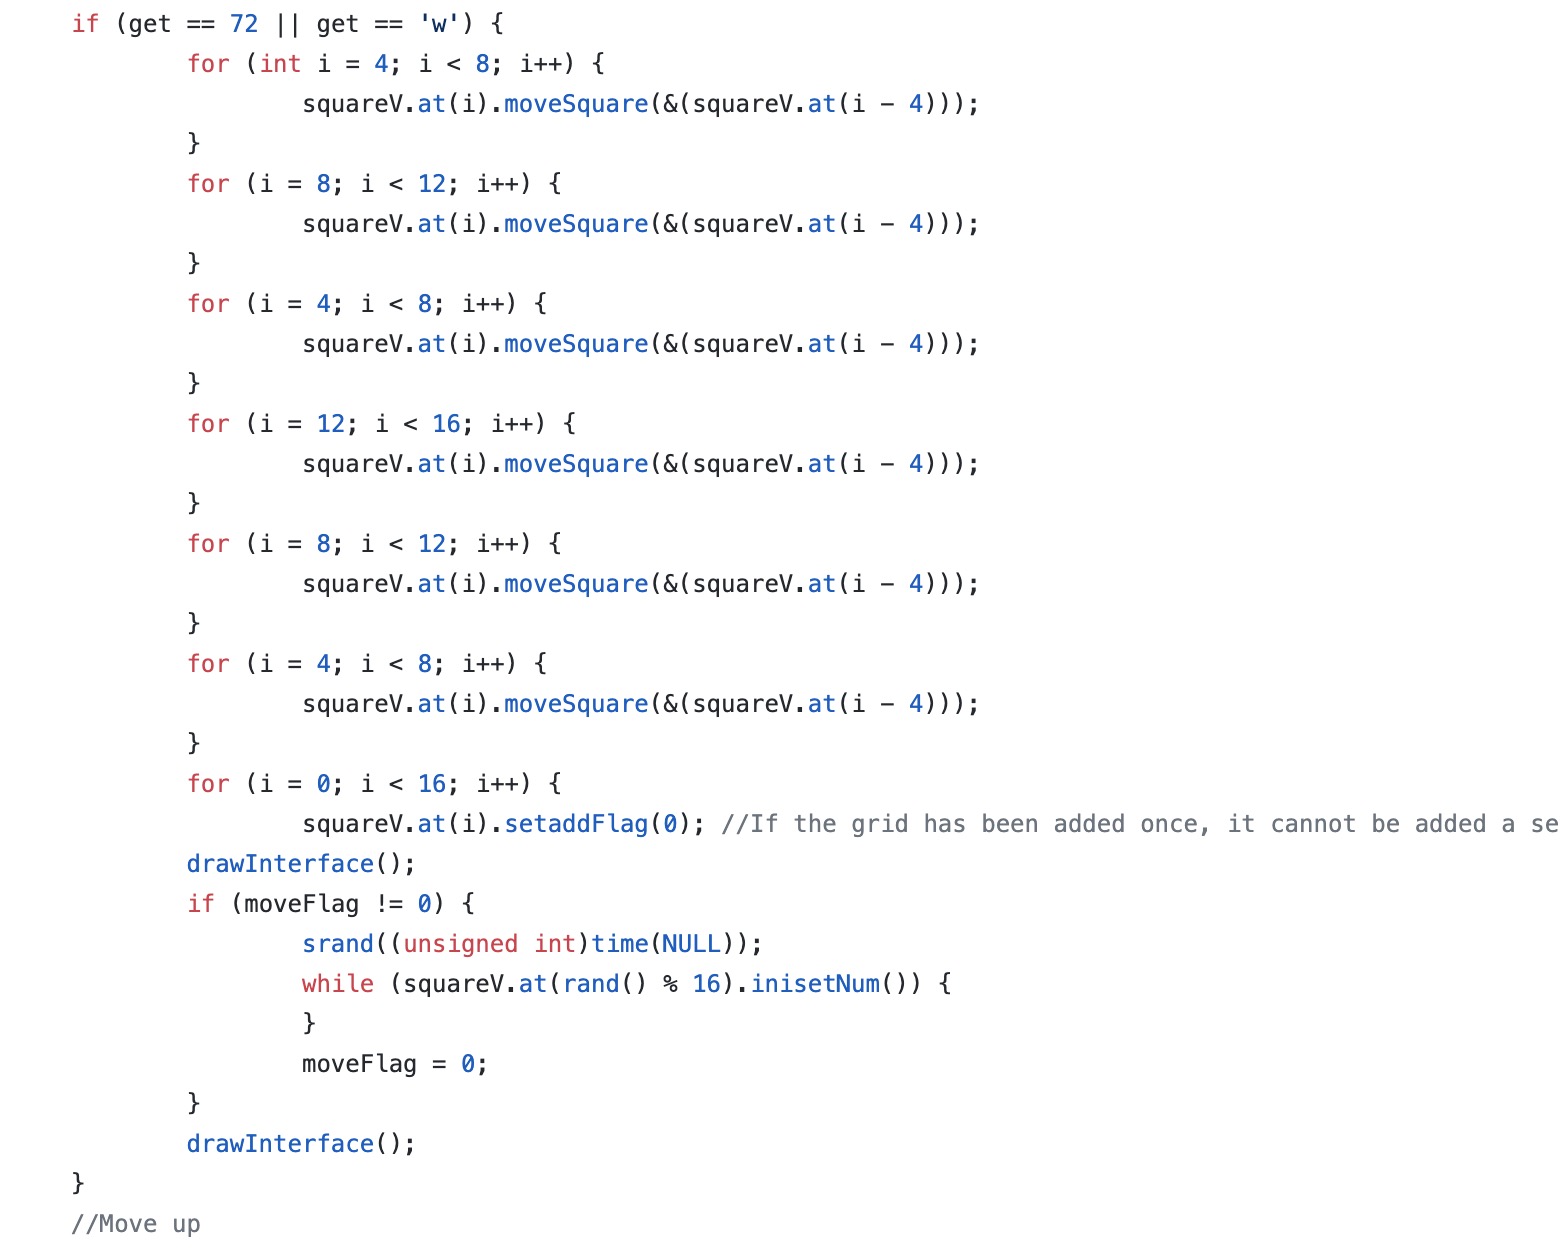 if (get == 72 || get == 'w') {
for (int i = 4; i < 8; i++) {
squareV.at(i).moveSquare(&(squareV.at(i - 4)));
}
for (i = 8; i < 12; i++) {
squareV.at(i).moveSquare(&(squareV.at(i - 4)));
}
for (i = 4; i < 8; i++) {
squareV.at(i).moveSquare(&(squareV.at(i - 4)));
}
for (i = 12; i < 16; i++) {
squareV.at(i).moveSquare(&(squareV.at(i - 4)));
}
for (i = 8; i < 12; i++) {
squareV.at(i).moveSquare(&(squareV.at(i - 4)));
}
for (i = 4; i < 8; i++) {
squareV.at(i).moveSquare(&(squareV.at(i - 4)));
}
for (i = 0; i < 16; i++) {
squareV.at(i).setaddFlag(0); //If the grid has been added once, it cannot be added a se
drawInterface();
if (moveFlag != 0) {
srand((unsigned int)time(NULL));
while (squareV.at(rand() % 16).inisetNum()) {
}
moveFlag = 0;
}
drawInterface();
}
//Move up